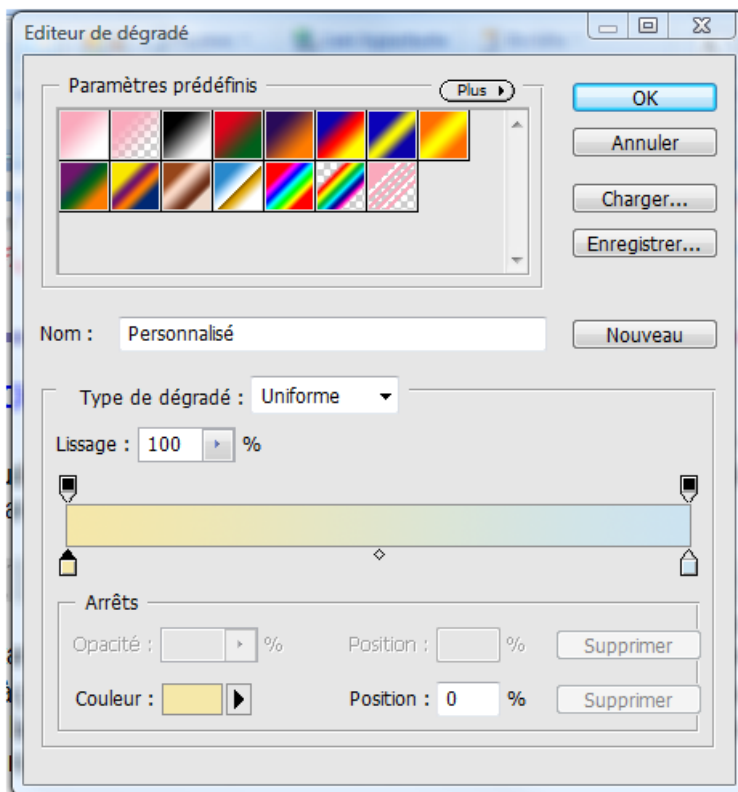 Editeur de dégradé
Paramètres prédéfinis
Plus
OK
Annuler
Charger...
Enregistrer...
Nom : Personnalisé
Nouveau
Type de dégradé : Uniforme
Lissage : 100 %
Arrêts
Opacité : % Position : % Supprimer
Couleur : Position : 0 % Supprimer